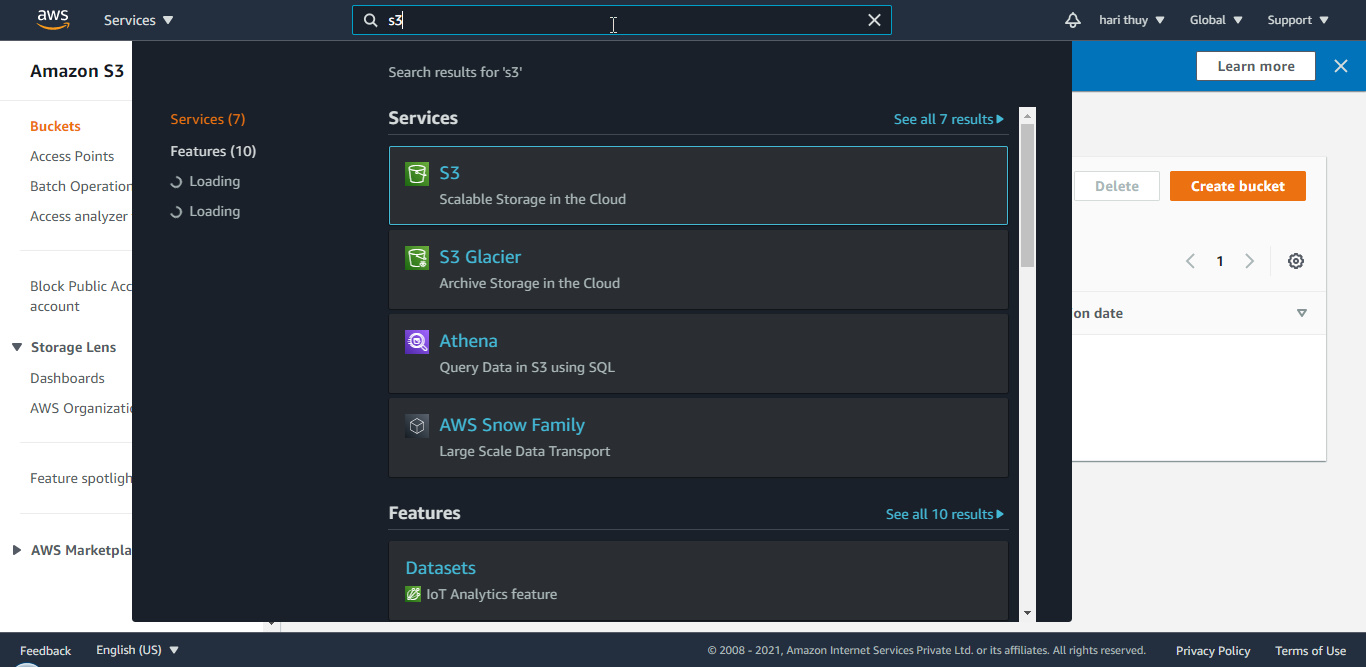 aws
Services
s3
hari thuy
Global
Support
Amazon S3
Buckets
Access Points
Batch Operation
Access analyzer
Block Public Acc
account
Storage Lens
Dashboards
AWS Organizatio
Feature spotligh
AWS Marketpla
Search results for 's3'
Services (7)
Features (10)
Loading
Loading
Services
See all 7 results
S3
Scalable Storage in the Cloud
S3 Glacier
Archive Storage in the Cloud
Athena
Query Data in S3 using SQL
AWS Snow Family
Large Scale Data Transport
Features
See all 10 results
Datasets
IoT Analytics feature
Learn more
Delete
Create bucket
1
on date
Feedback
English (US)
© 2008 - 2021, Amazon Internet Services Private Ltd. or its affiliates. All rights reserved.
Privacy Policy
Terms of Use